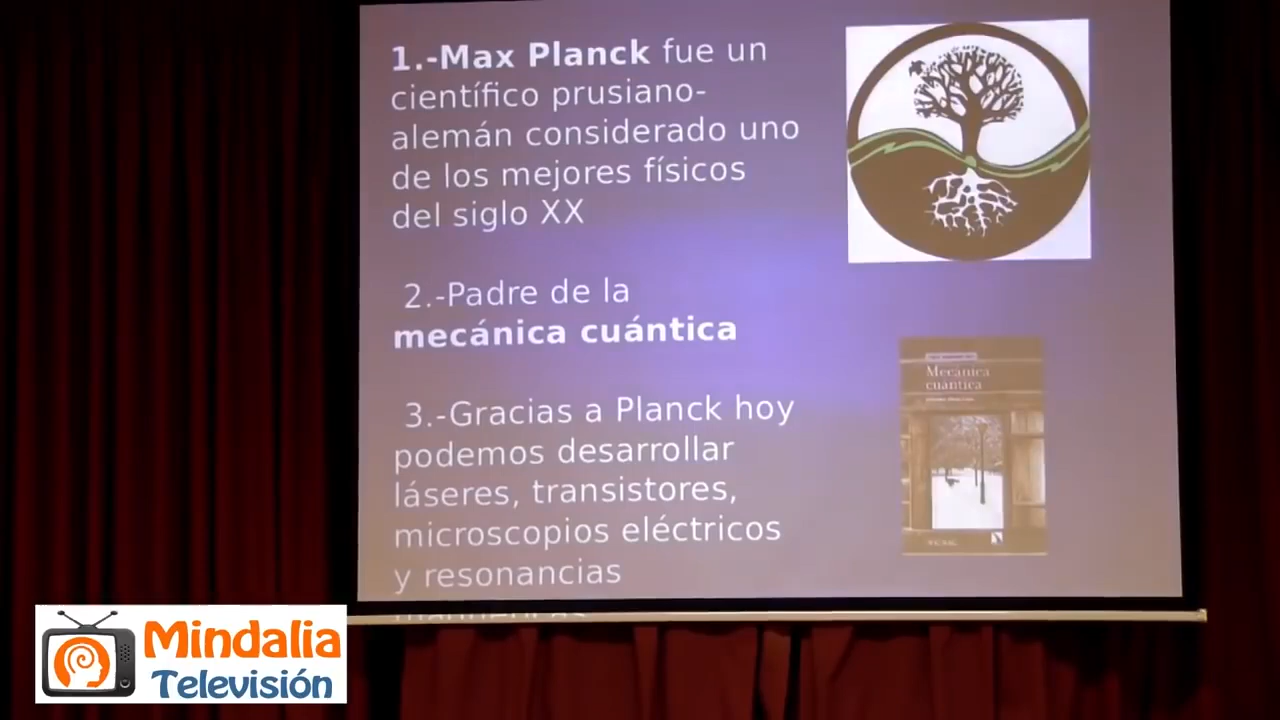 1.-Max Planck fue un
científico prusiano-
alemán considerado uno
de los mejores físicos
del siglo XX
2.-Padre de la
mecánica cuántica
3.-Gracias a Planck hoy
podemos desarrollar
láseres, transistores,
microscopios eléctricos
y resonancias
Mecánica
cuántica
Mindalia
Televisión